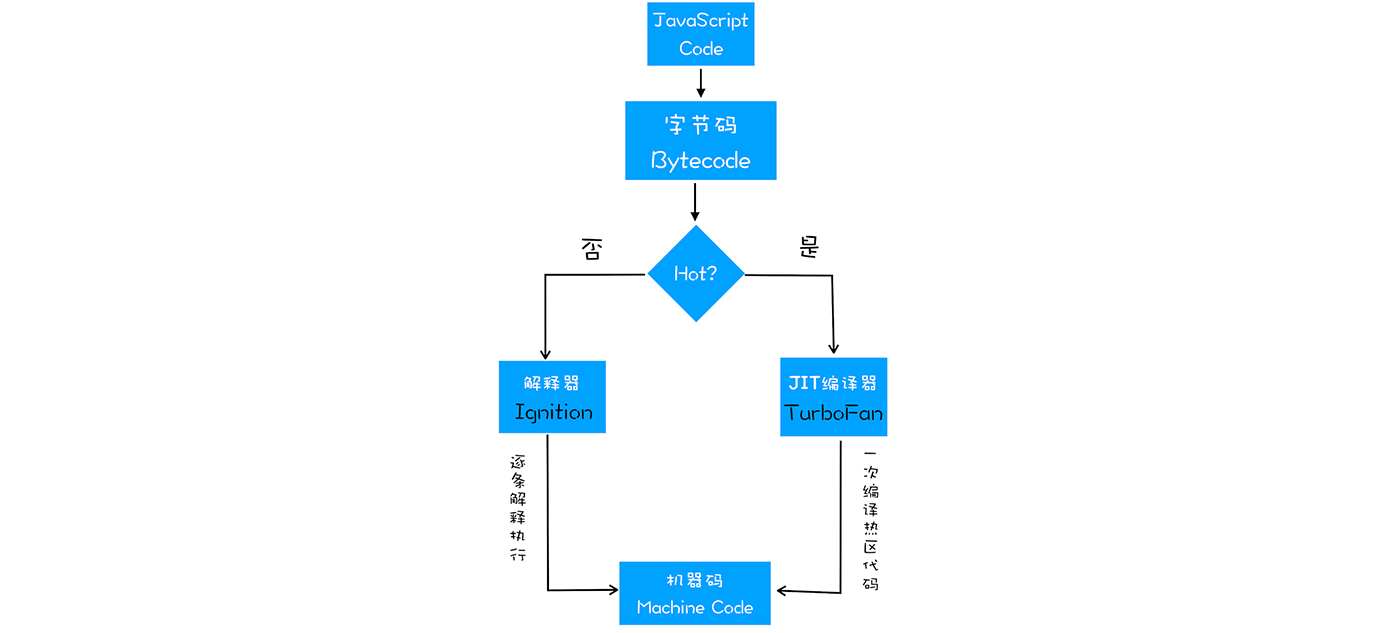 JavaScript
Code
字节码
Bytecode
否
是
Hot?
解释器
Ignition
JIT编译器
TurboFan
逐条解释执行
一次编译热区代码
机器码
Machine Code